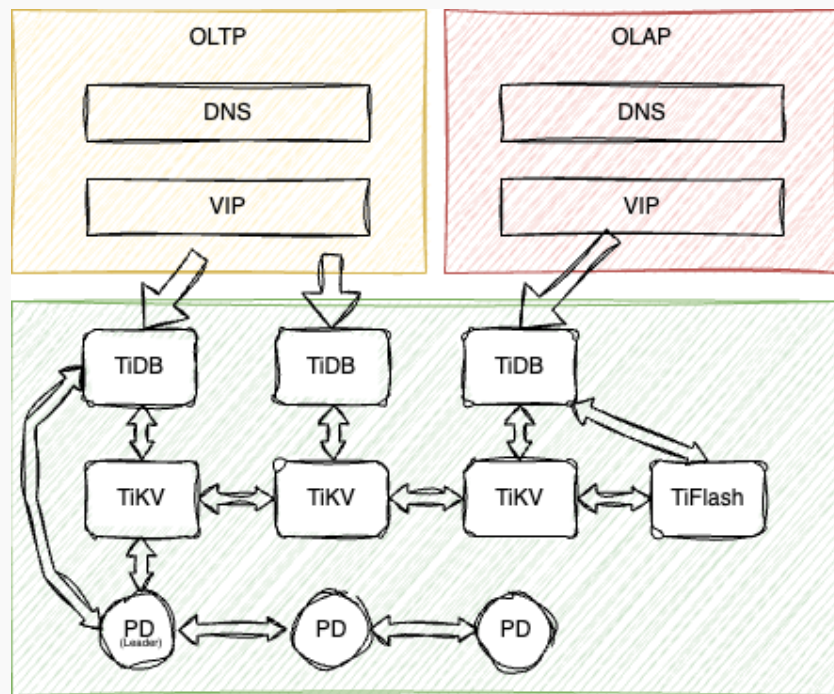 OLTP
OLAP
DNS
DNS
VIP
VIP
TiDB
TiDB
TiDB
TiKV
TiKV
TiKV
TiFlash
PD
(Leader)
PD
PD